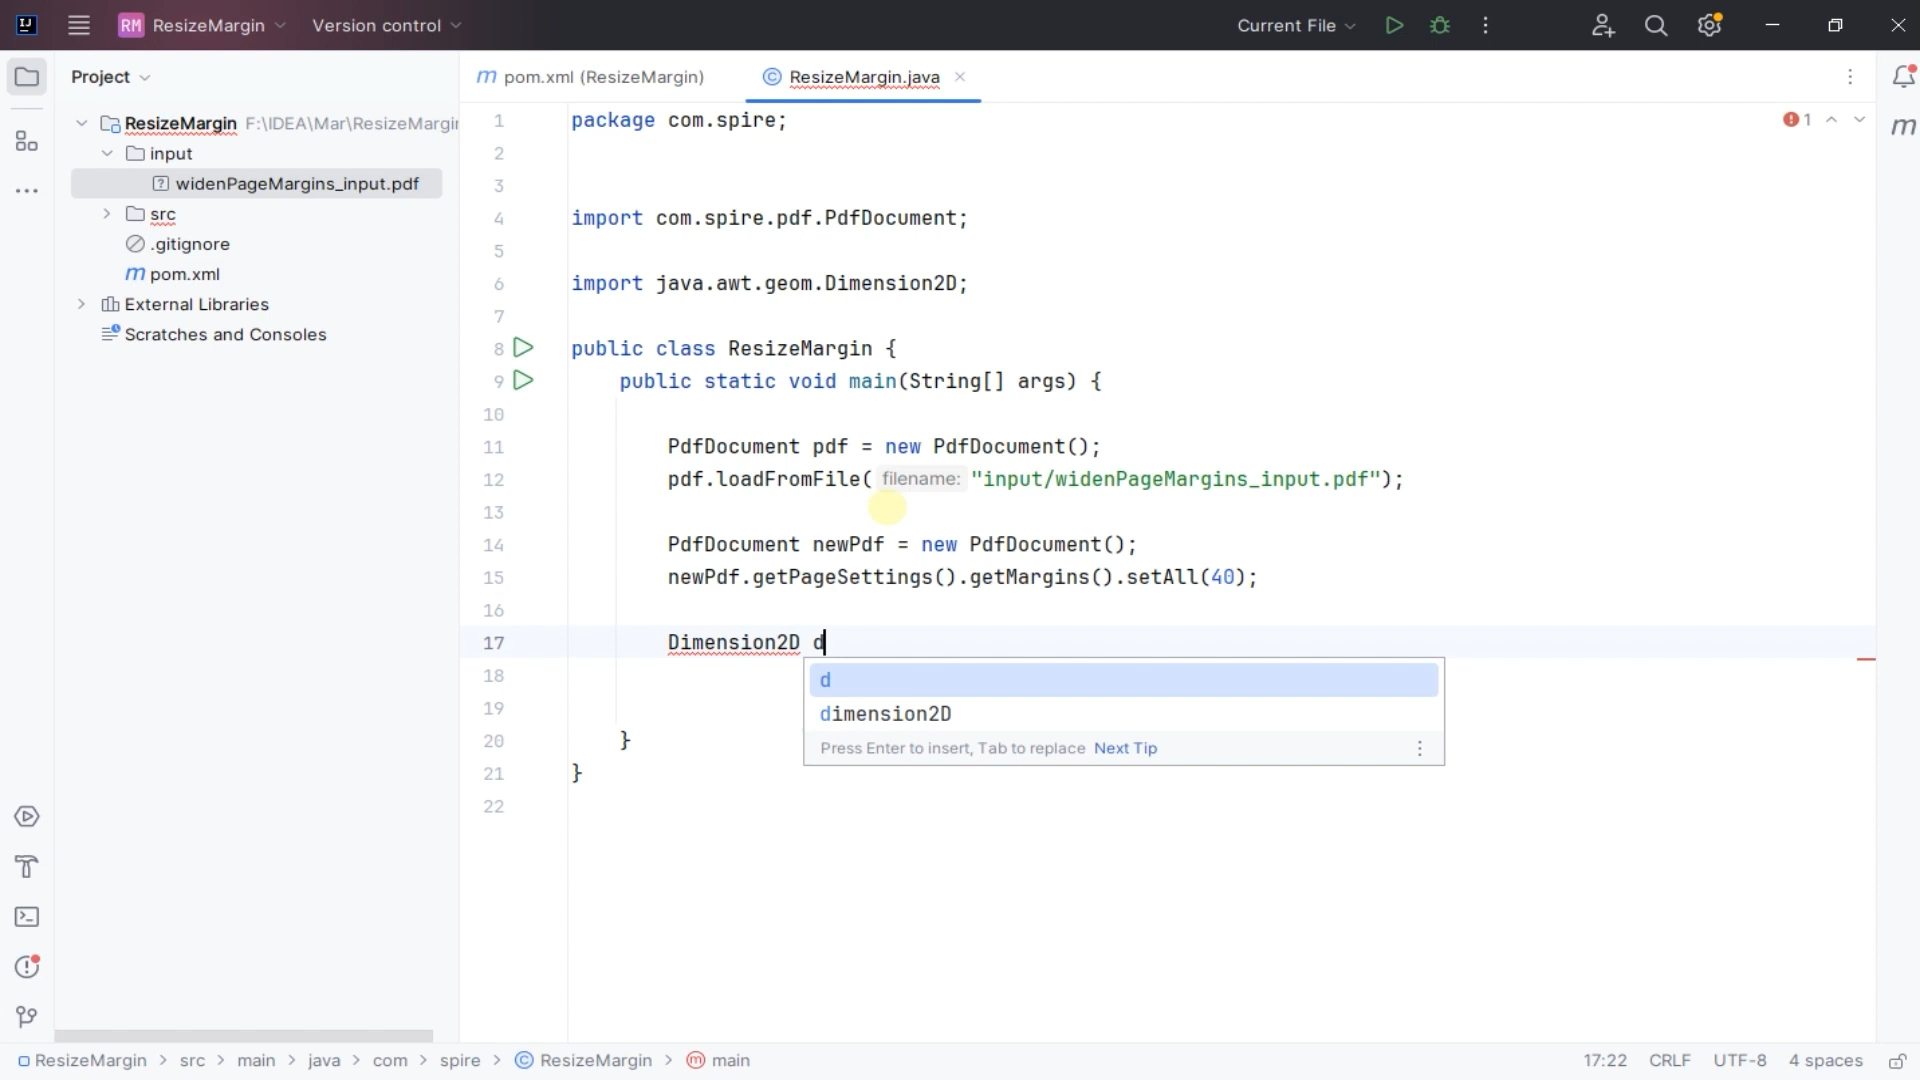 RM ResizeMargin Version control Current File
Project
ResizeMargin F:\IDEA\Mar\ResizeMargin
input
widenPageMargins_input.pdf
src
.gitignore
m pom.xml
External Libraries
Scratches and Consoles
m pom.xml (ResizeMargin) © ResizeMargin.java
1 package com.spire; 1
2
3
4 import com.spire.pdf.PdfDocument;
5
6 import java.awt.geom.Dimension2D;
7
8 public class ResizeMargin {
9 public static void main(String[] args) {
10
11 PdfDocument pdf = new PdfDocument();
12 pdf.loadFromFile( filename: "input/widenPageMargins_input.pdf");
13
14 PdfDocument newPdf = new PdfDocument();
15 newPdf.getPageSettings().getMargins().setAll(40);
16
17 Dimension2D d
18 d
19 dimension2D
20 } Press Enter to insert, Tab to replace Next Tip
21 }
22
ResizeMargin > src > main > java > com > spire > © ResizeMargin > m main 17:22 CRLF UTF-8 4 spaces